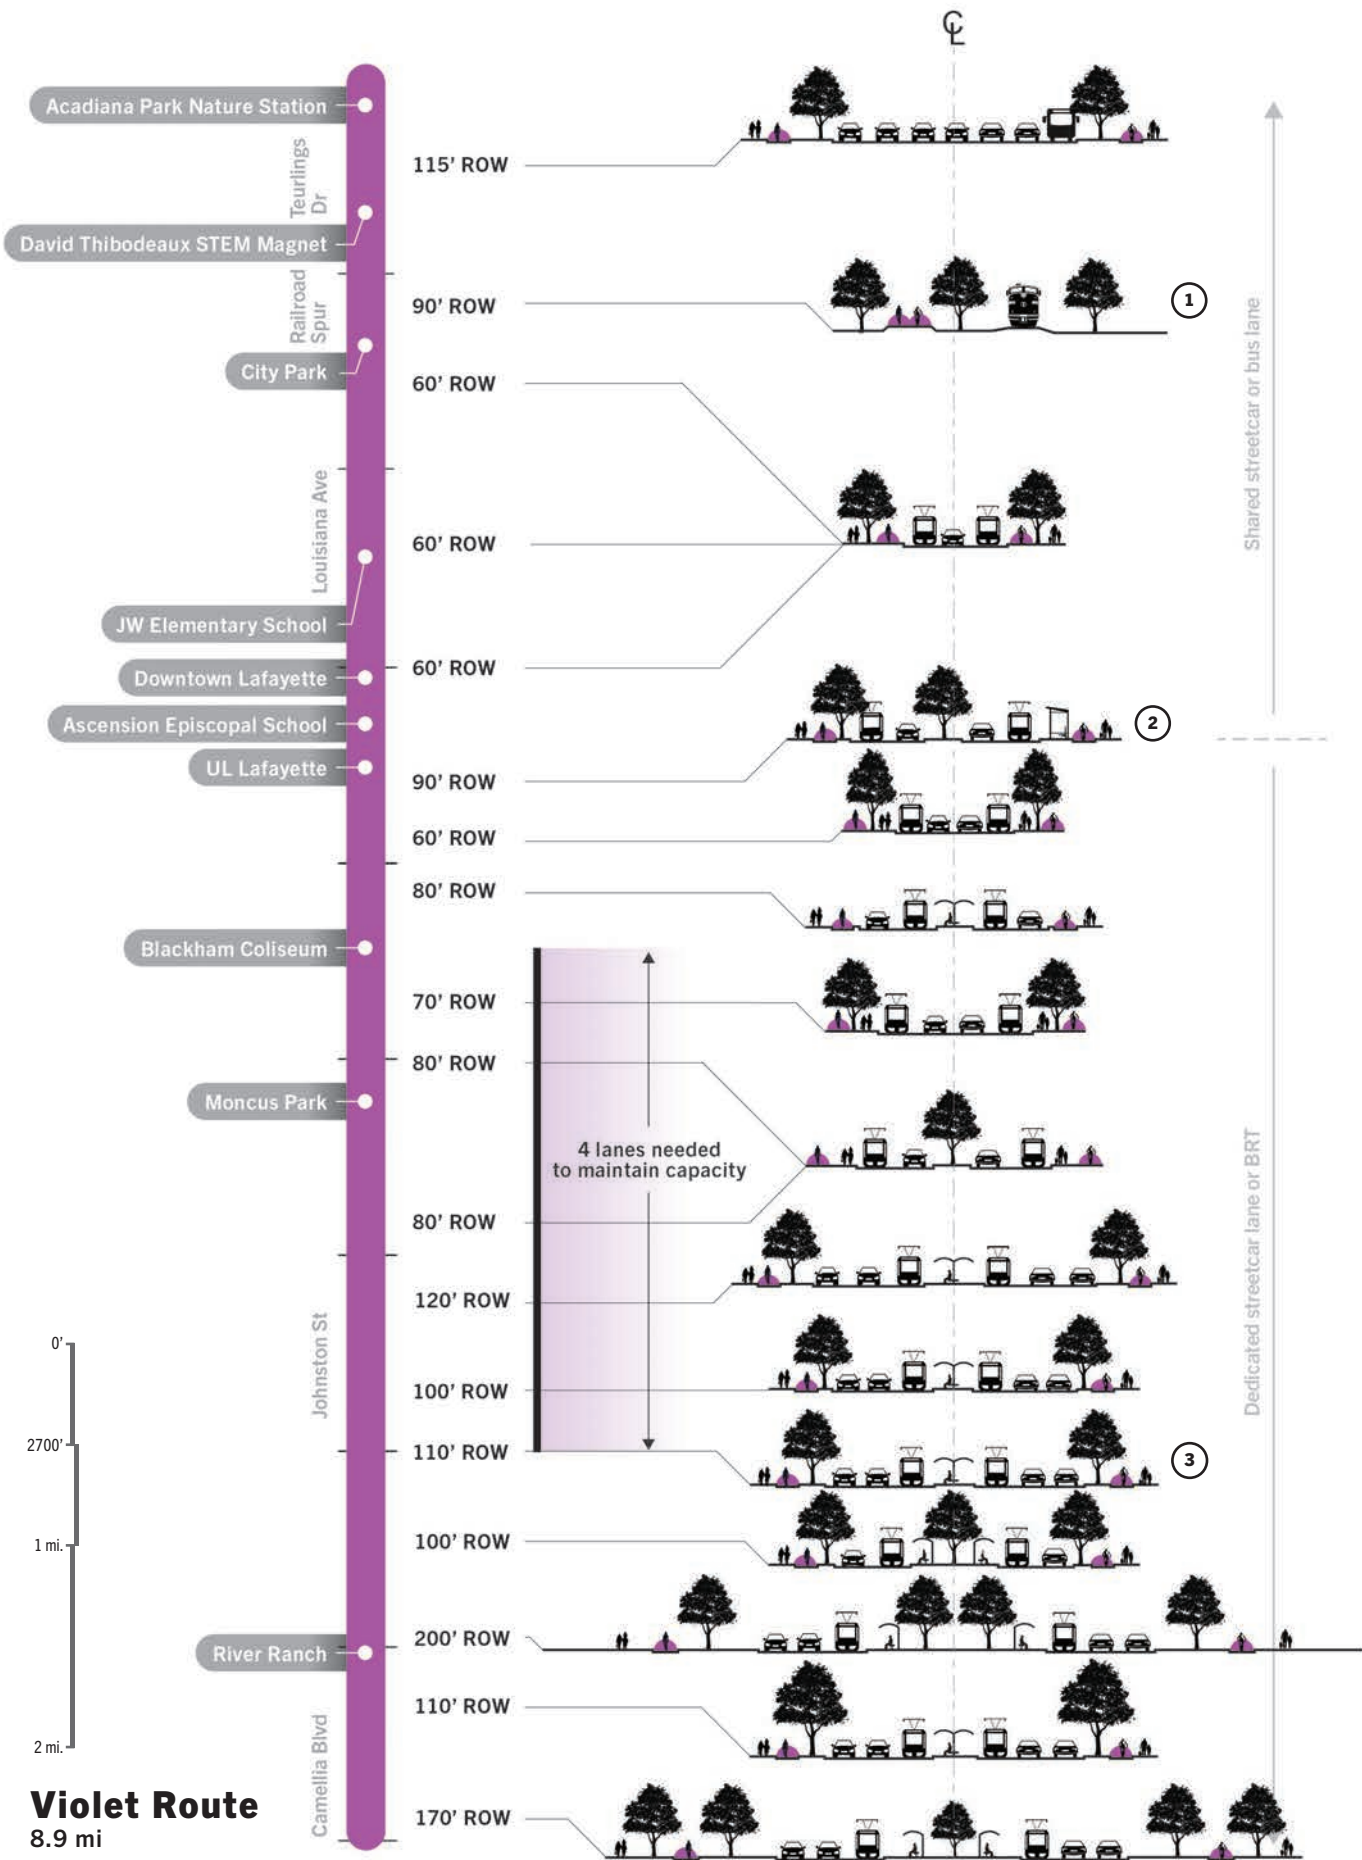 CL
Acadiana Park Nature Station
Teurlings
Dr
115' ROW
David Thibodeaux STEM Magnet
Railroad
Spur
90' ROW
1
City Park
60' ROW
Shared streetcar or bus lane
Louisiana Ave
60' ROW
JW Elementary School
60' ROW
Downtown Lafayette
Ascension Episcopal School
2
UL Lafayette
90' ROW
60' ROW
80' ROW
Blackham Coliseum
70' ROW
80' ROW
Moncus Park
4 lanes needed
to maintain capacity
Dedicated streetcar lane or BRT
80' ROW
120' ROW
Johnston St
0'
100' ROW
2700'
110' ROW
3
1 mi.
100' ROW
200' ROW
River Ranch
110' ROW
Camellia Blvd
2 mi.
Violet Route
8.9 mi
170' ROW